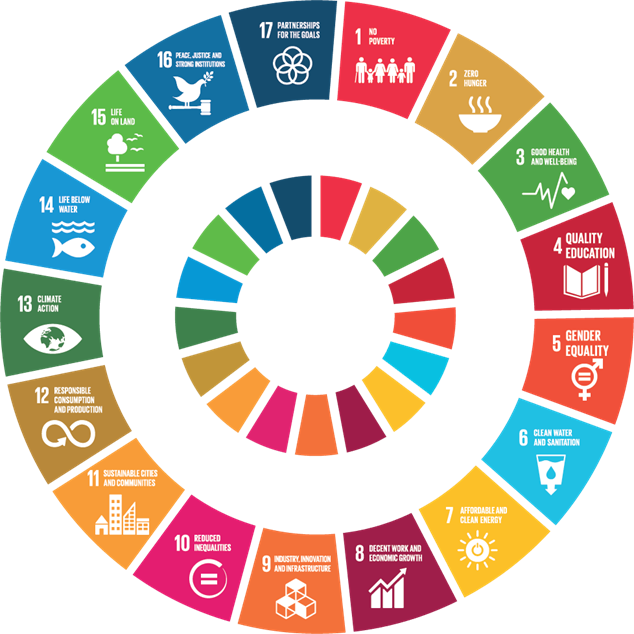 1 NO
POVERTY
2 ZERO
HUNGER
3 GOOD HEALTH
AND WELL-BEING
4 QUALITY
EDUCATION
5 GENDER
EQUALITY
6 CLEAN WATER
AND SANITATION
7 AFFORDABLE AND
CLEAN ENERGY
8 DECENT WORK AND
ECONOMIC GROWTH
9 INDUSTRY, INNOVATION
AND INFRASTRUCTURE
10 REDUCED
INEQUALITIES
11 SUSTAINABLE CITIES
AND COMMUNITIES
12 RESPONSIBLE
CONSUMPTION
AND PRODUCTION
13 CLIMATE
ACTION
14 LIFE BELOW
WATER
15 LIFE
ON LAND
16 PEACE, JUSTICE AND
STRONG INSTITUTIONS
17 PARTNERSHIPS
FOR THE GOALS